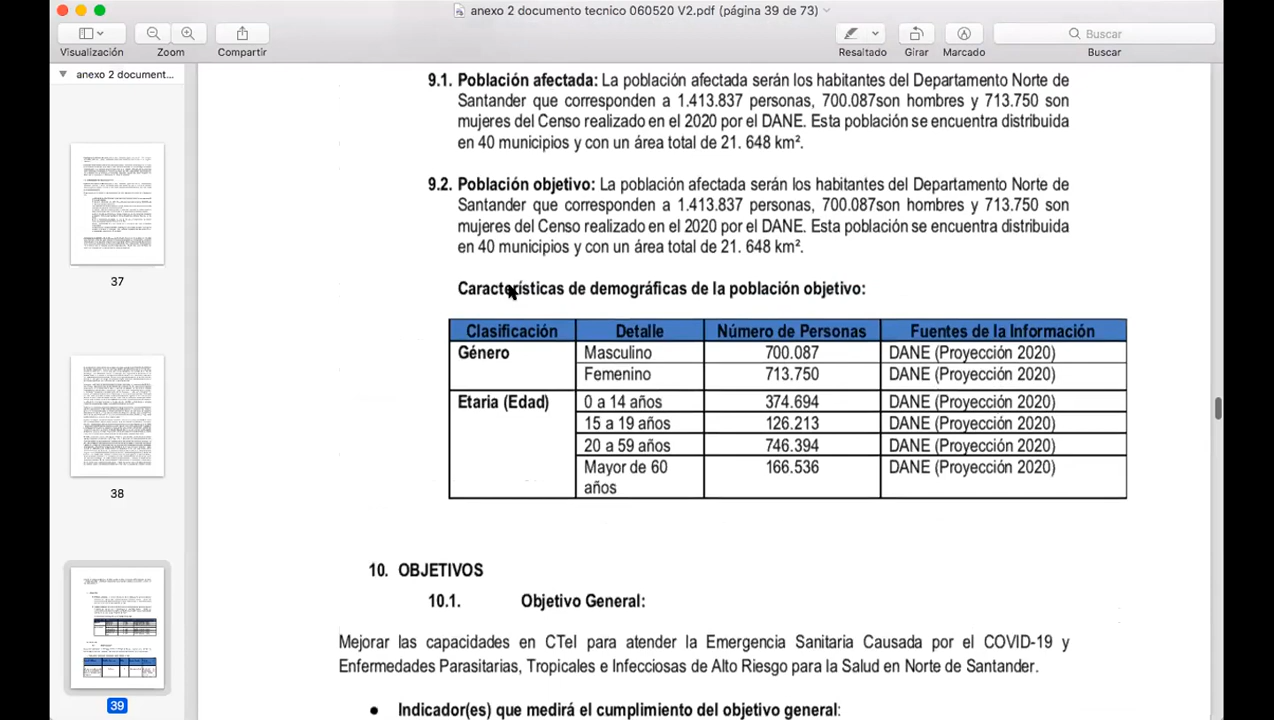 anexo 2 documento tecnico 060520 V2.pdf (página 39 de 73)
Visualización
Zoom
Compartir
Resaltado
Girar
Marcado
Buscar
Buscar
anexo 2 document...
37
38
39
9.1. Población afectada: La población afectada serán los habitantes del Departamento Norte de
Santander que corresponden a 1.413.837 personas, 700.087son hombres y 713.750 son
mujeres del Censo realizado en el 2020 por el DANE. Esta población se encuentra distribuida
en 40 municipios y con un área total de 21. 648 km².
9.2. Población objetivo: La población afectada serán los habitantes del Departamento Norte de
Santander que corresponden a 1.413.837 personas, 700.087son hombres y 713.750 son
mujeres del Censo realizado en el 2020 por el DANE. Esta población se encuentra distribuida
en 40 municipios y con un área total de 21. 648 km².
Características de demográficas de la población objetivo:
Clasificación Detalle Número de Personas Fuentes de la Información
Género Masculino 700.087 DANE (Proyección 2020)
Femenino 713.750 DANE (Proyección 2020)
Etaria (Edad) 0 a 14 años 374.694 DANE (Proyección 2020)
15 a 19 años 126.213 DANE (Proyección 2020)
20 a 59 años 746.394 DANE (Proyección 2020)
Mayor de 60 166.536 DANE (Proyección 2020)
años
10. OBJETIVOS
10.1. Objetivo General:
Mejorar las capacidades en CTeI para atender la Emergencia Sanitaria Causada por el COVID-19 y
Enfermedades Parasitarias, Tropicales e Infecciosas de Alto Riesgo para la Salud en Norte de Santander.
● Indicador(es) que medirá el cumplimiento del objetivo general: